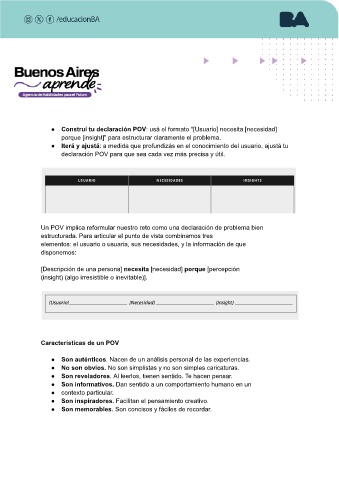 /educacionBA
BA
Buenos Aires
aprende
Agencia de Habilidades para el Futuro
● Construí tu declaración POV: usá el formato "[Usuario] necesita [necesidad]
porque [insight]" para estructurar claramente el problema.
● Iterá y ajustá: a medida que profundizás en el conocimiento del usuario, ajustá tu
declaración POV para que sea cada vez más precisa y útil.
USUARIO NECESIDADES INSIGHTS
Un POV implica reformular nuestro reto como una declaración de problema bien
estructurada. Para articular el punto de vista combinamos tres
elementos: el usuario o usuaria, sus necesidades, y la información de que
disponemos:
[Descripción de una persona] necesita [necesidad] porque [percepción
(insight) (algo irresistible o inevitable)].
(Usuario) (Necesidad) (Insight)
Características de un POV
● Son auténticos. Nacen de un análisis personal de las experiencias.
● No son obvios. No son simplistas y no son simples caricaturas.
● Son reveladores. Al leerlos, tienen sentido. Te hacen pensar.
● Son informativos. Dan sentido a un comportamiento humano en un
● contexto particular.
● Son inspiradores. Facilitan el pensamiento creativo.
● Son memorables. Son concisos y fáciles de recordar.